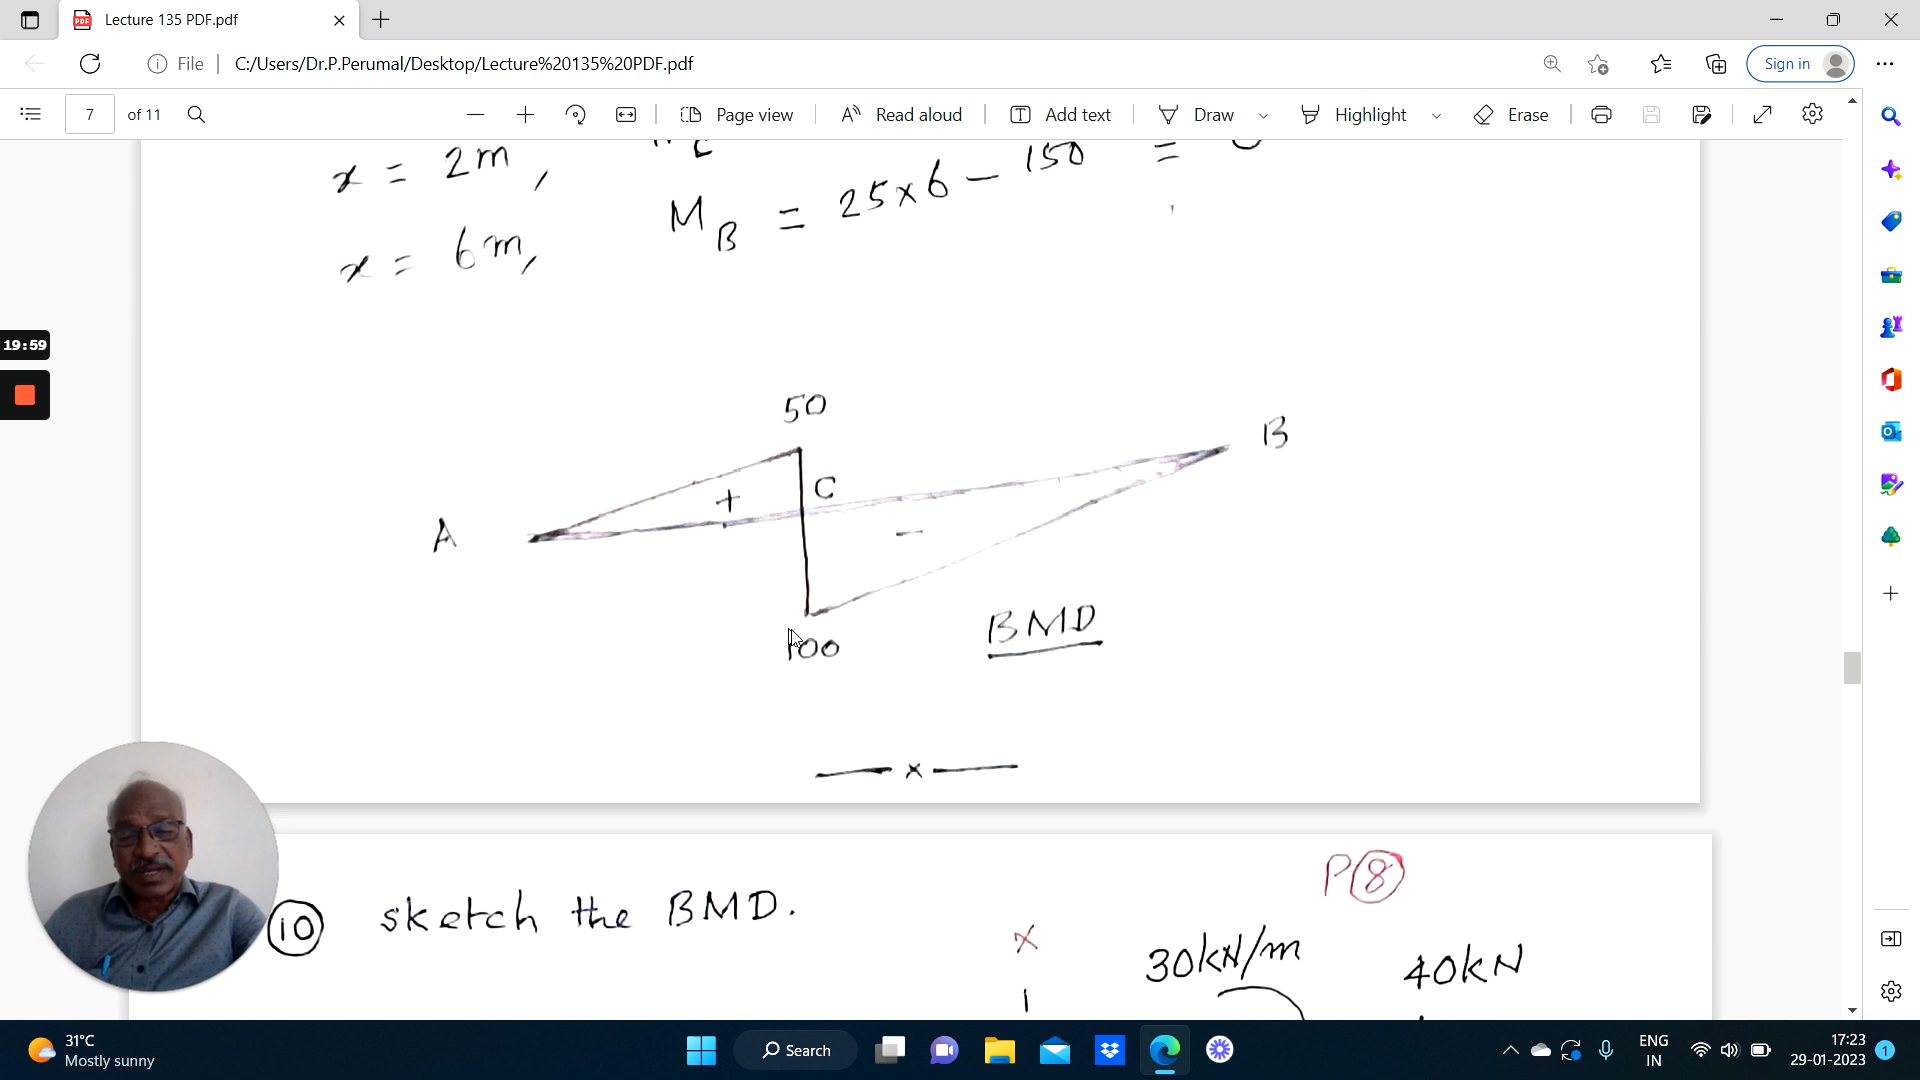 Lecture 135 PDF.pdf
File
C:/Users/Dr.P.Perumal/Desktop/Lecture%20135%20PDF.pdf
Sign in
7 of 11
Page view
Read aloud
Add text
Draw
Highlight
Erase
x = 2m,
x = 6m, M_B = 25x6 - 150 =
19:59
50
A + C - B
100
BMD
x
P(8)
(10) sketch the BMD.
x
30kN/m
40kN
31°C
Mostly sunny
Search
ENG
IN
17:23
29-01-2023
1